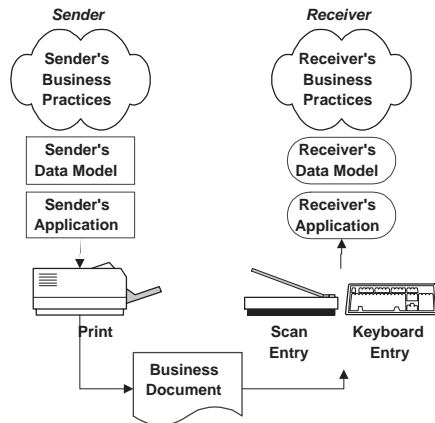 Sender
Receiver
Sender's
Business
Practices
Receiver's
Business
Practices
Sender's
Data Model
Receiver's
Data Model
Sender's
Application
Receiver's
Application
Print
Scan
Entry
Keyboard
Entry
Business
Document